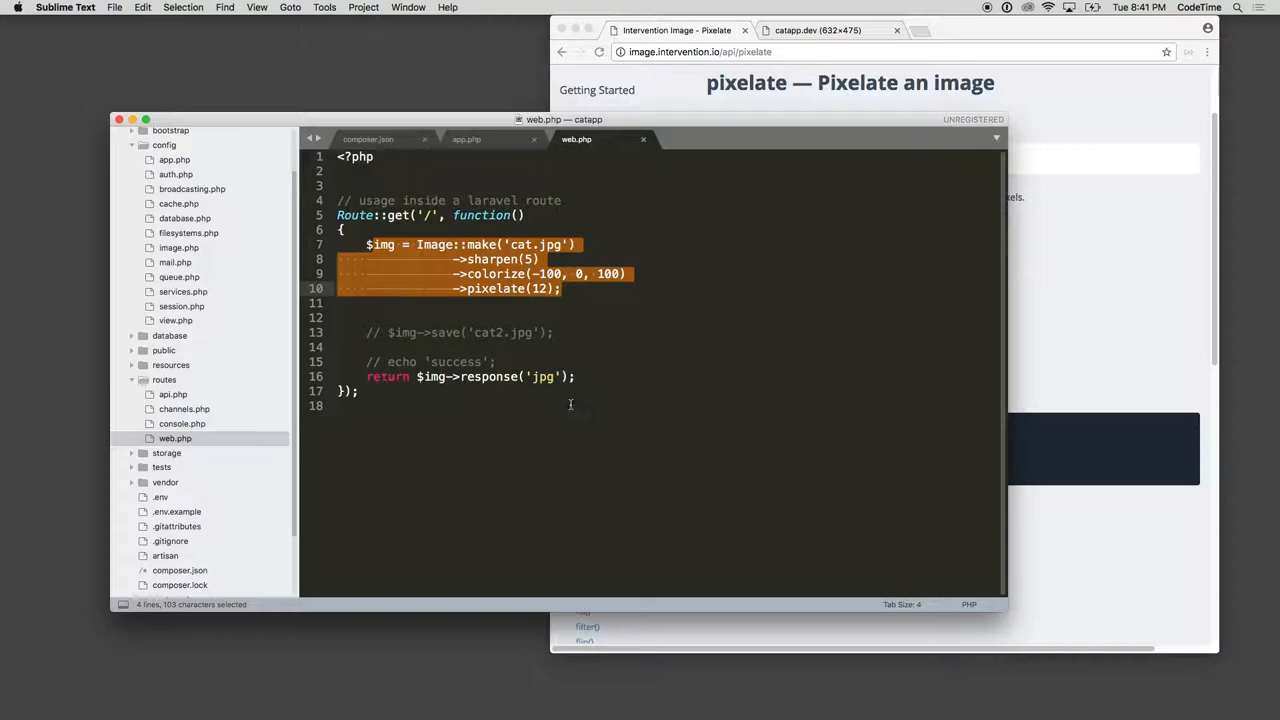 Sublime Text File Edit Selection Find View Goto Tools Project Window Help Tue 8:41 PM CodeTime
Intervention Image - Pixelate
catapp.dev (632×475)
image.intervention.io/api/pixelate
Getting Started
pixelate — Pixelate an image
xels.
web.php — catapp
UNREGISTERED
bootstrap
config
app.php
auth.php
broadcasting.php
cache.php
database.php
filesystems.php
image.php
mail.php
queue.php
services.php
session.php
view.php
database
public
resources
routes
api.php
channels.php
console.php
web.php
storage
tests
vendor
.env
.env.example
.gitattributes
.gitignore
artisan
composer.json
composer.lock
composer.json
app.php
web.php
1 <?php
2
3
4 // usage inside a laravel route
5 Route::get('/', function()
6 {
7 $img = Image::make('cat.jpg')
8 ->sharpen(5)
9 ->colorize(-100, 0, 100)
10 ->pixelate(12);
11
12
13 // $img->save('cat2.jpg');
14
15 // echo 'success';
16 return $img->response('jpg');
17 });
18
4 lines, 103 characters selected
Tab Size: 4
PHP
filter()